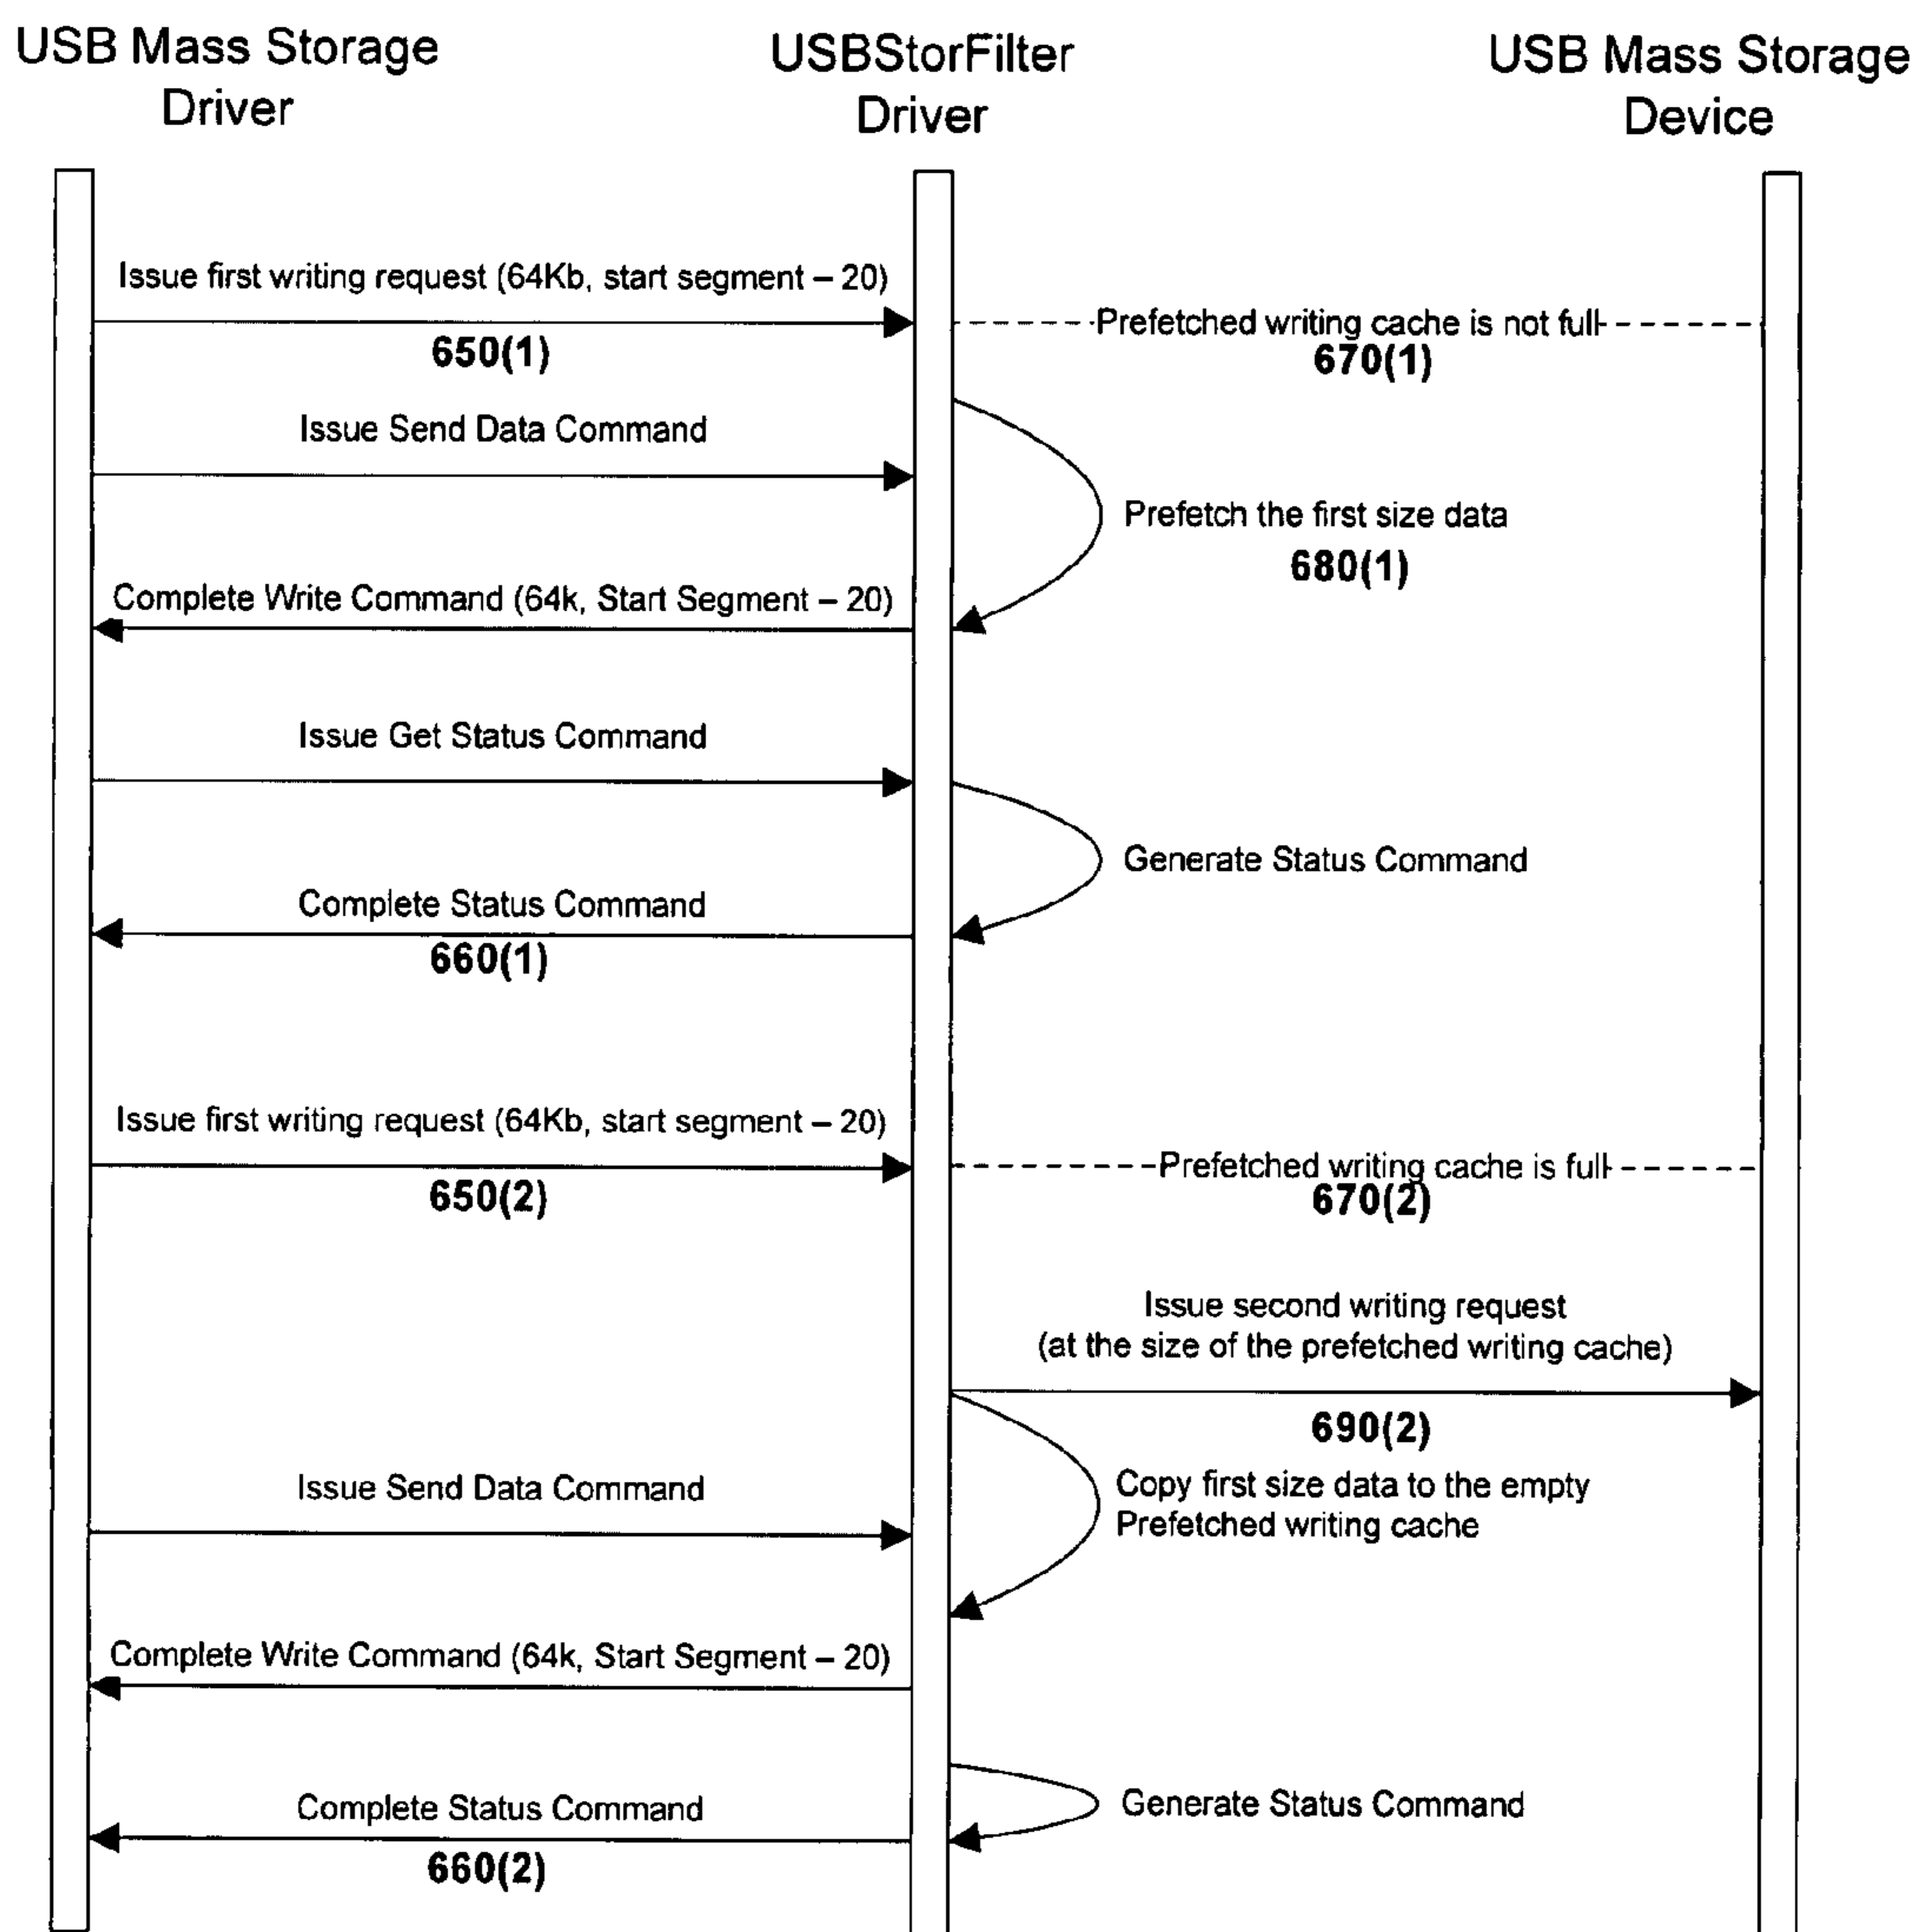 USB Mass Storage
Driver
USBStorFilter
Driver
USB Mass Storage
Device
Issue first writing request (64Kb, start segment – 20)
650(1)
Prefetched writing cache is not full
670(1)
Issue Send Data Command
Prefetch the first size data
680(1)
Complete Write Command (64k, Start Segment – 20)
Issue Get Status Command
Generate Status Command
Complete Status Command
660(1)
Issue first writing request (64Kb, start segment – 20)
650(2)
Prefetched writing cache is full
670(2)
Issue second writing request
(at the size of the prefetched writing cache)
690(2)
Issue Send Data Command
Copy first size data to the empty
Prefetched writing cache
Complete Write Command (64k, Start Segment – 20)
Generate Status Command
Complete Status Command
660(2)